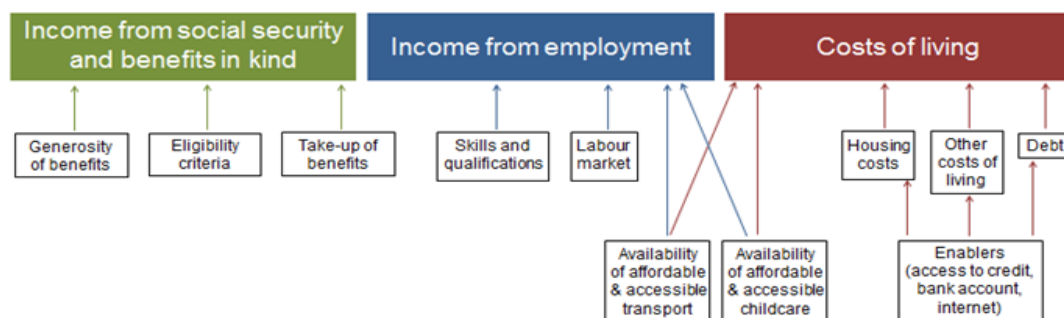 Income from social security
and benefits in kind
Income from employment
Costs of living
Generosity
of benefits
Eligibility
criteria
Take-up of
benefits
Skills and
qualifications
Labour
market
Housing
costs
Other
costs of
living
Debt
Availability
of affordable
& accessible
transport
Availability
of affordable
& accessible
childcare
Enablers
(access to credit,
bank account,
internet)